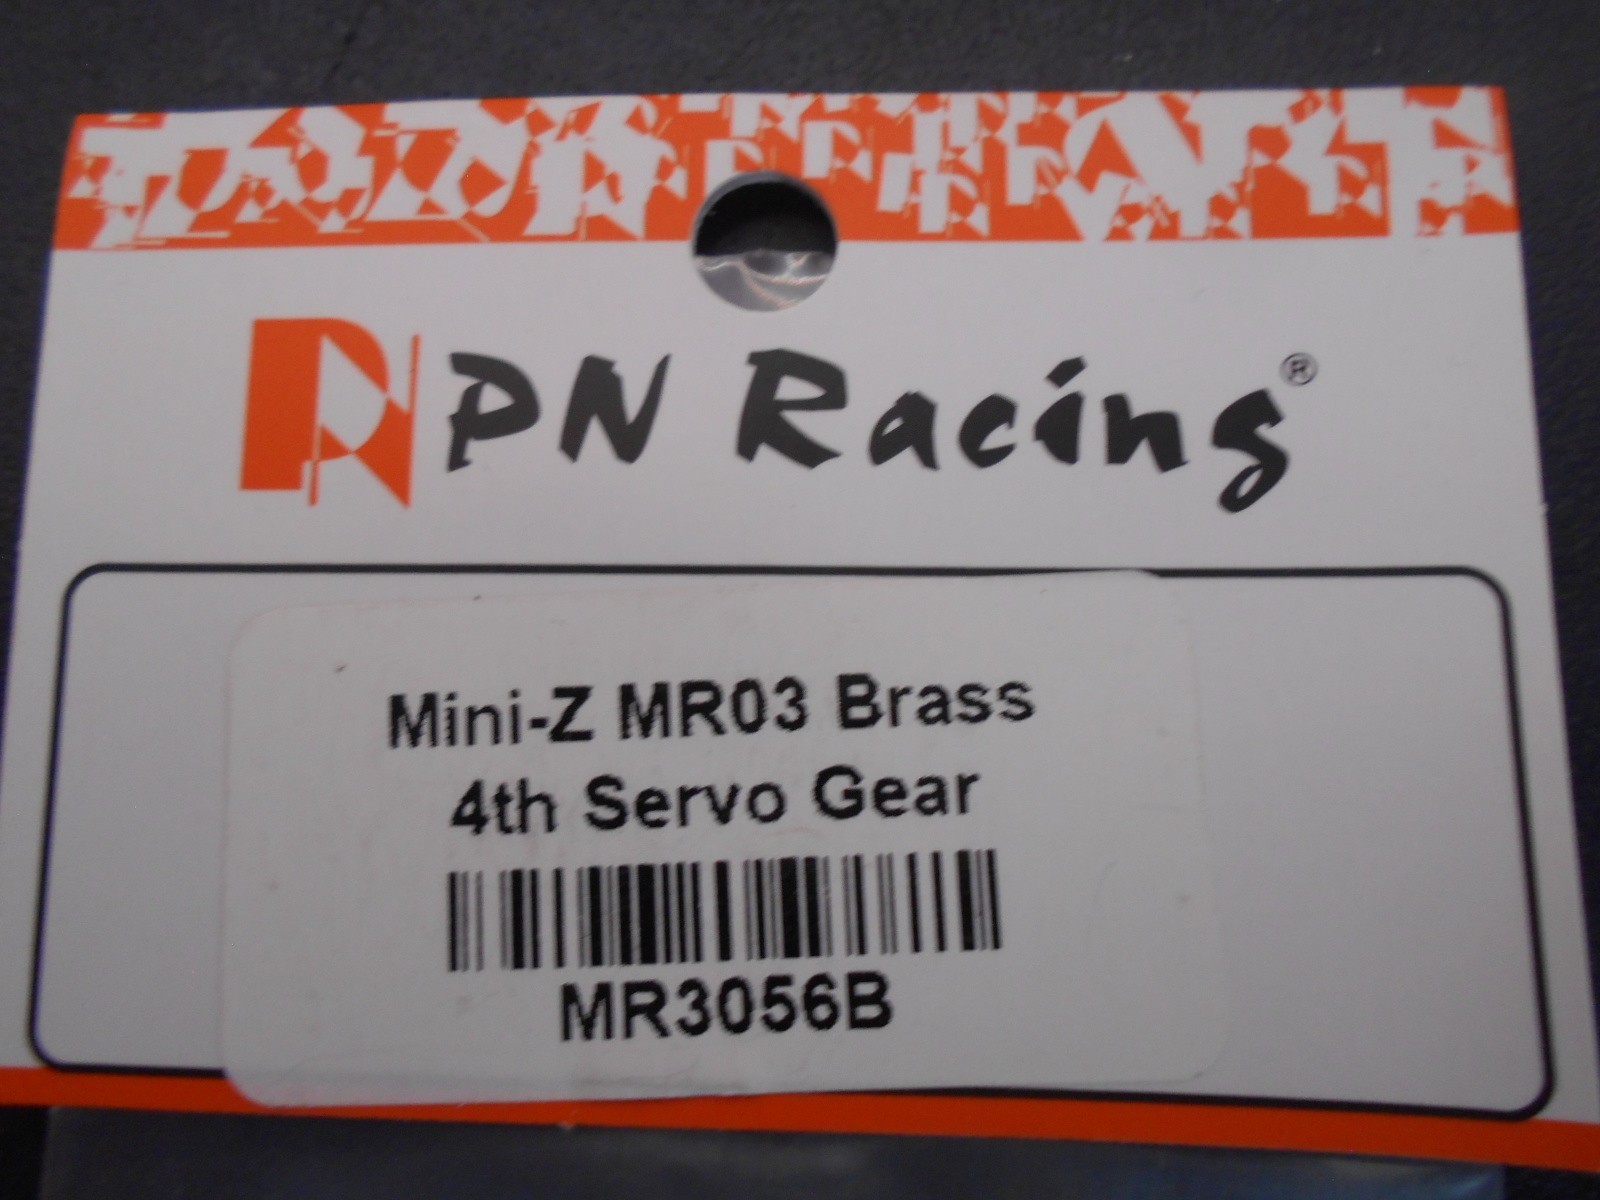 PN Racing®
Mini-Z MR03 Brass
4th Servo Gear
MR3056B